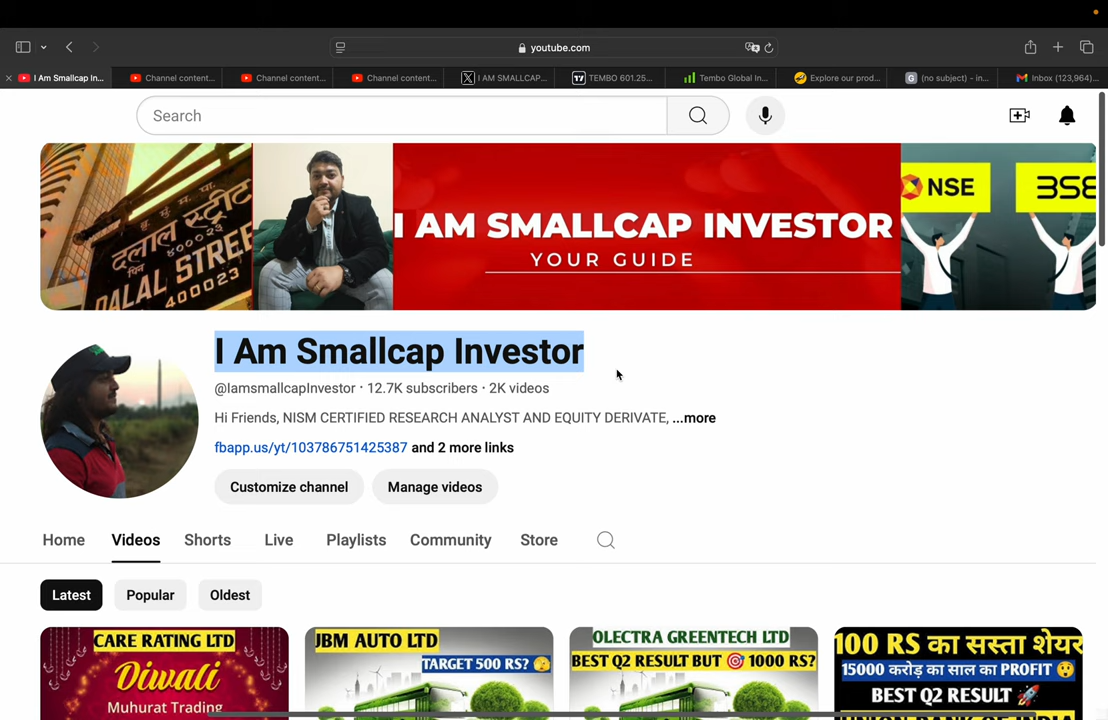 youtube.com
I Am Smallcap In...
Channel content...
Channel content...
Channel content...
I AM SMALLCAP...
TEMBO 601.25...
Tembo Global In...
Explore our prod...
(no subject) - in...
Inbox (123,964)...
Search
दलाल स्ट्रीट
४०००२३
DALAL STREET
400023
I AM SMALLCAP INVESTOR
YOUR GUIDE
NSE
BSE
I Am Smallcap Investor
@IamsmallcapInvestor · 12.7K subscribers · 2K videos
Hi Friends, NISM CERTIFIED RESEARCH ANALYST AND EQUITY DERIVATE, ...more
fbapp.us/yt/103786751425387 and 2 more links
Customize channel
Manage videos
Home
Videos
Shorts
Live
Playlists
Community
Store
Latest
Popular
Oldest
CARE RATING LTD
Diwali
Muhurat Trading
JBM AUTO LTD
TARGET 500 RS?
OLECTRA GREENTECH LTD
BEST Q2 RESULT BUT 🎯 1000 RS?
100 RS का सस्ता शेयर
15000 करोड़ का साल का PROFIT 😲
BEST Q2 RESULT 🚀